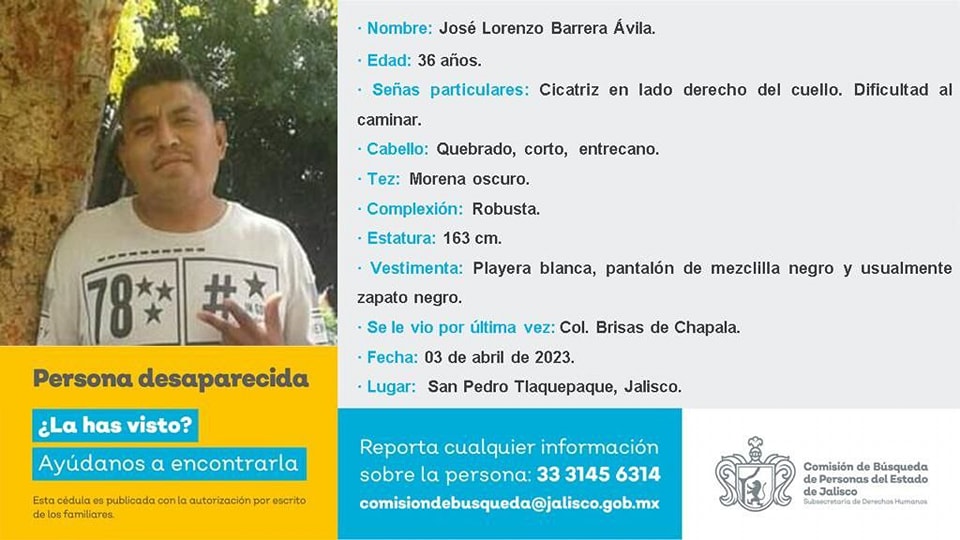 · Nombre: José Lorenzo Barrera Ávila.
· Edad: 36 años.
· Señas particulares: Cicatriz en lado derecho del cuello. Dificultad al
caminar.
· Cabello: Quebrado, corto, entrecano.
· Tez: Morena oscuro.
· Complexión: Robusta.
· Estatura: 163 cm.
· Vestimenta: Playera blanca, pantalón de mezclilla negro y usualmente
zapato negro.
· Se le vio por última vez: Col. Brisas de Chapala.
· Fecha: 03 de abril de 2023.
· Lugar: San Pedro Tlaquepaque, Jalisco.
78
#
Persona desaparecida
¿La has visto?
Ayúdanos a encontrarla
Esta cédula es publicada con la autorización por escrito
de los familiares.
Reporta cualquier información
sobre la persona: 33 3145 6314
comisiondebusqueda@jalisco.gob.mx
Comisión de Búsqueda
de Personas del Estado
de Jalisco
Subsecretaría de Derechos Humanos